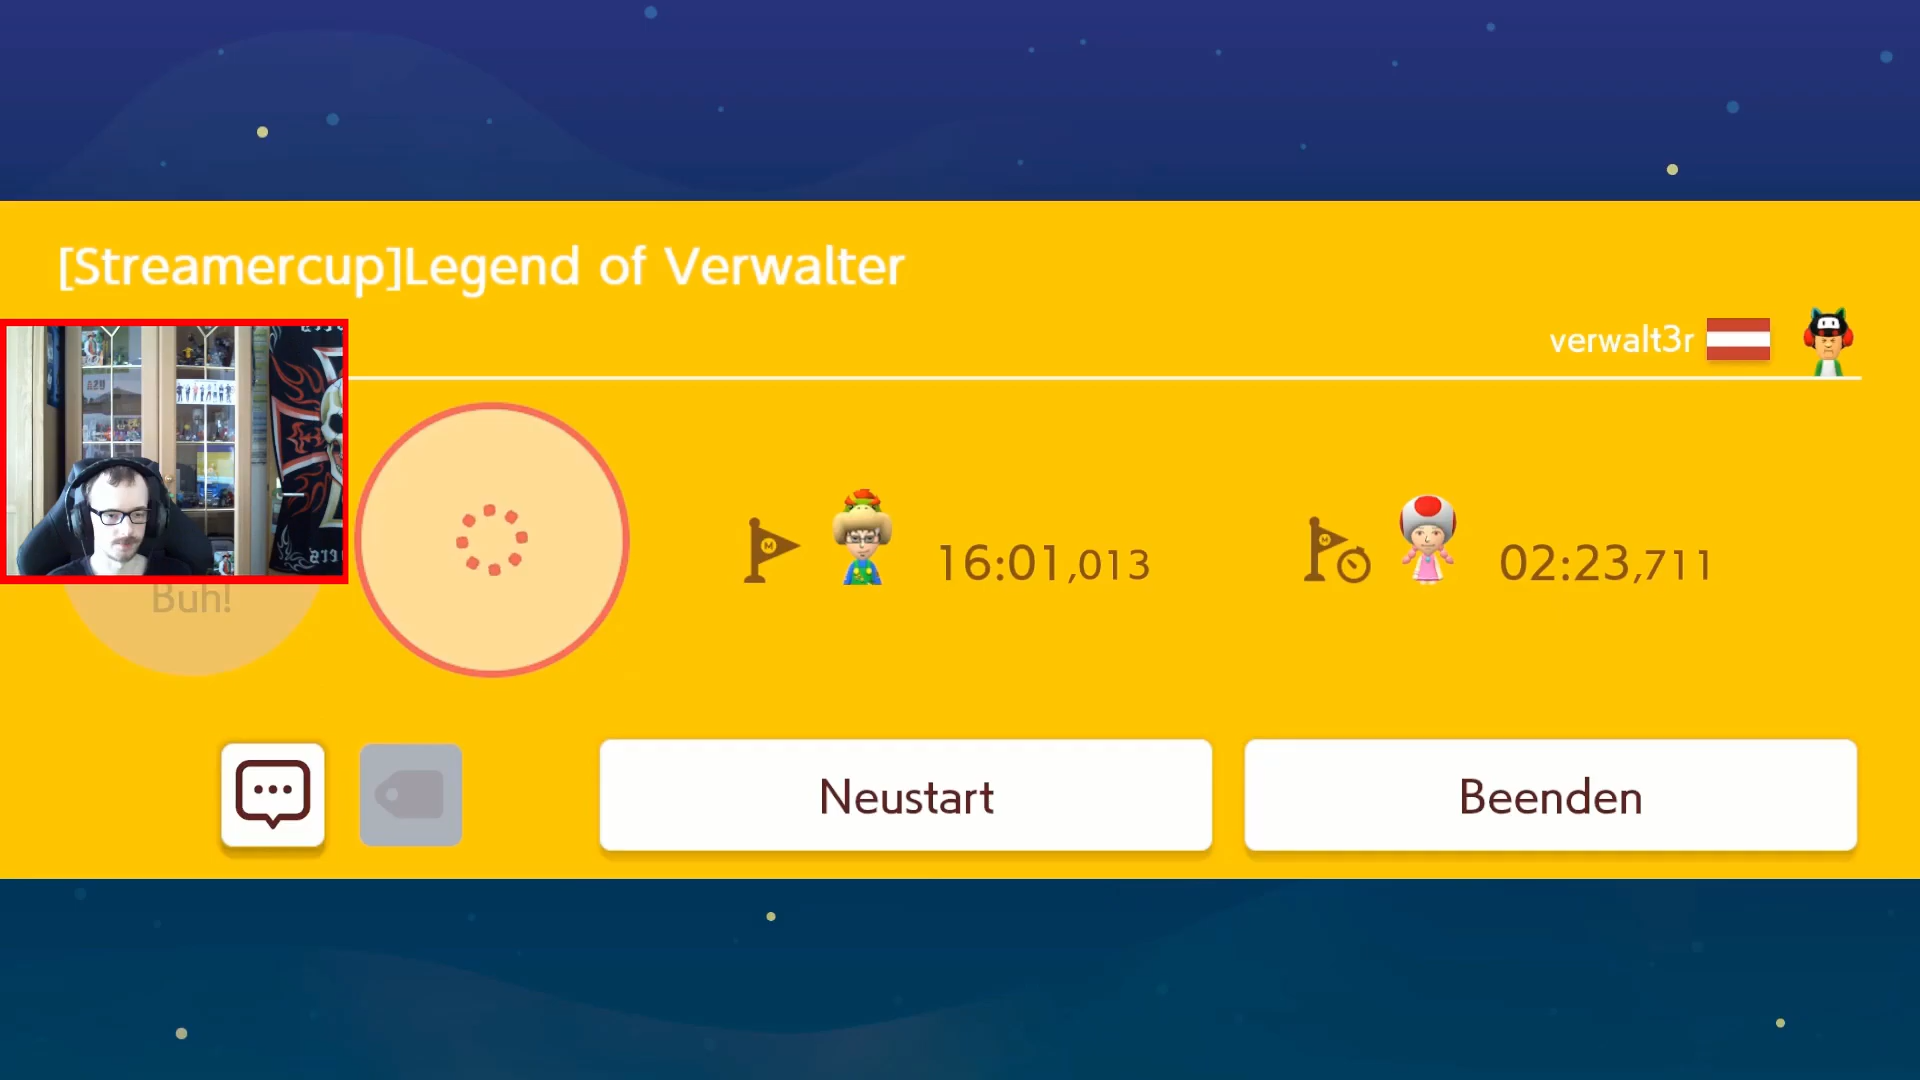 [Streamercup]Legend of Verwalter
verwalt3r
M
16:01,013
M
02:23,711
Buh!
Neustart
Beenden